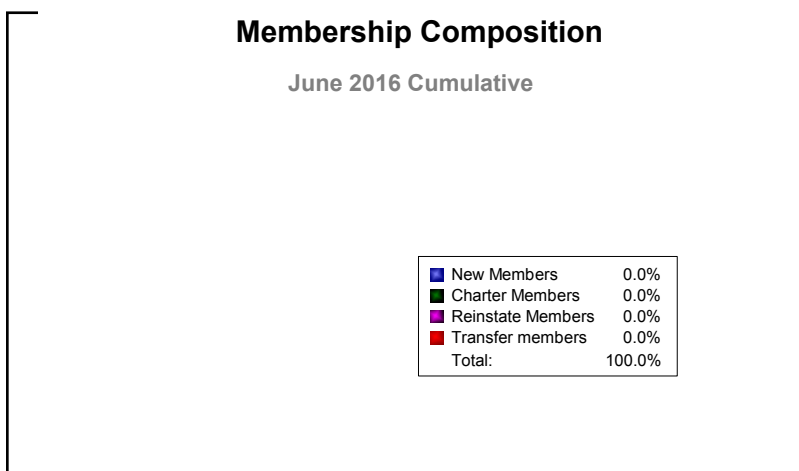 Membership Composition
June 2016 Cumulative
New Members 0.0%
Charter Members 0.0%
Reinstate Members 0.0%
Transfer members 0.0%
Total: 100.0%